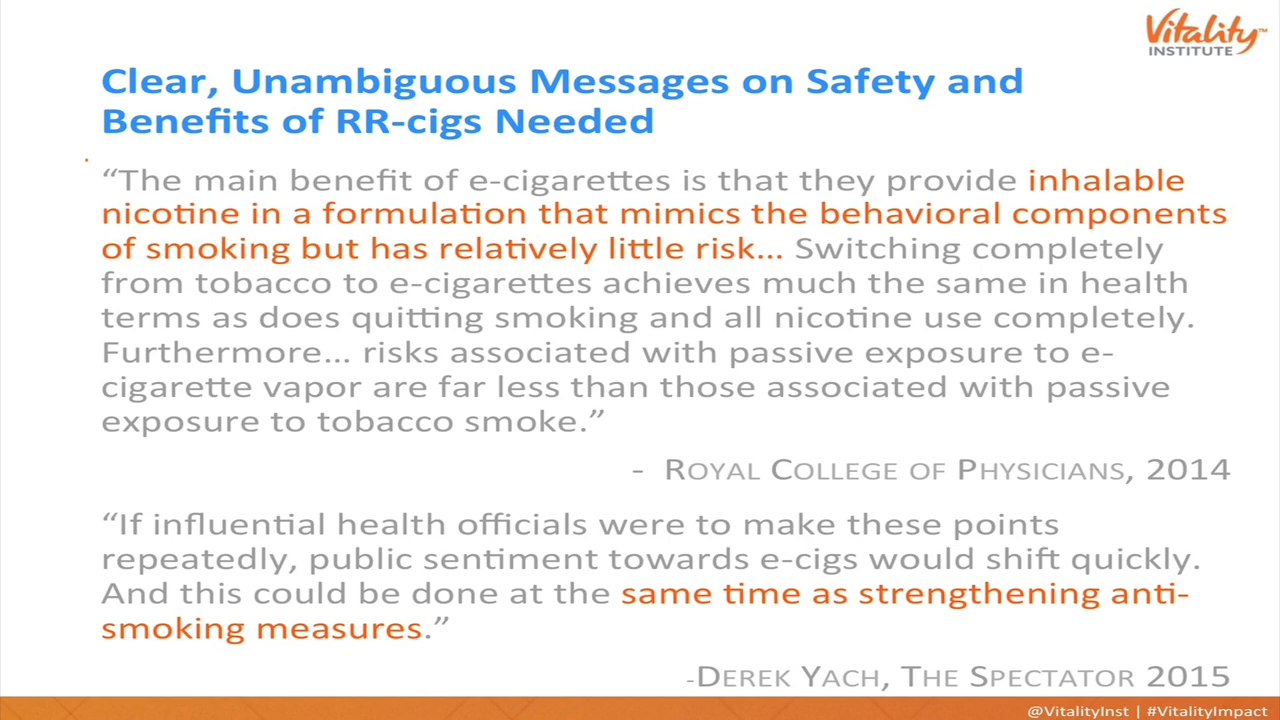 Vitality™
INSTITUTE
Clear, Unambiguous Messages on Safety and
Benefits of RR-cigs Needed
“The main benefit of e-cigarettes is that they provide inhalable
nicotine in a formulation that mimics the behavioral components
of smoking but has relatively little risk... Switching completely
from tobacco to e-cigarettes achieves much the same in health
terms as does quitting smoking and all nicotine use completely.
Furthermore... risks associated with passive exposure to e-
cigarette vapor are far less than those associated with passive
exposure to tobacco smoke.”
- ROYAL COLLEGE OF PHYSICIANS, 2014
“If influential health officials were to make these points
repeatedly, public sentiment towards e-cigs would shift quickly.
And this could be done at the same time as strengthening anti-
smoking measures.”
-DEREK YACH, THE SPECTATOR 2015
@VitalityInst | #VitalityImpact